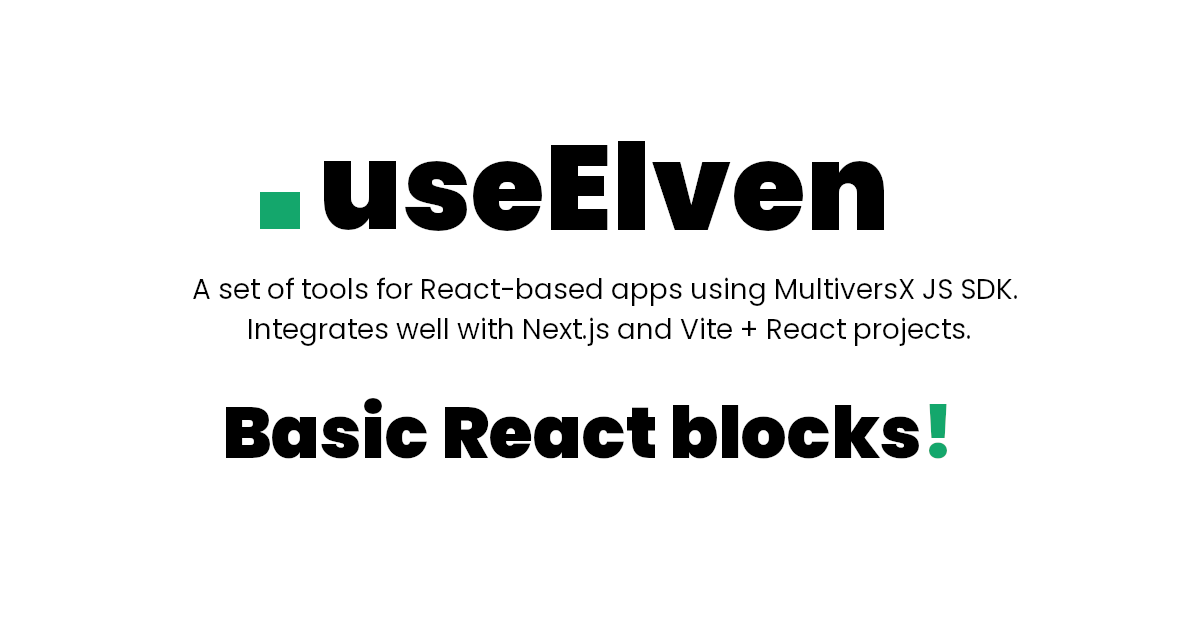 useElven
A set of tools for React-based apps using MultiversX JS SDK.
Integrates well with Next.js and Vite + React projects.
Basic React blocks!